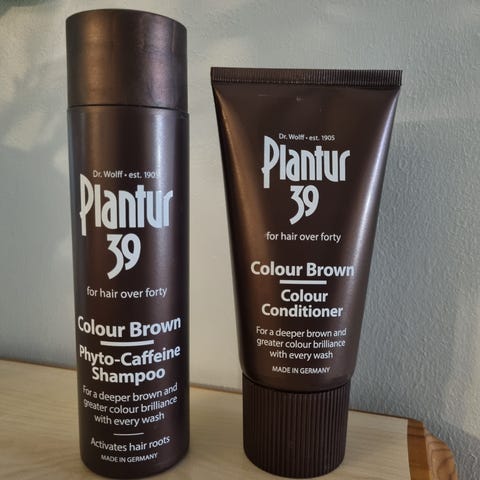 Dr. Wolff • est. 1905
Plantur
39
for hair over forty
Colour Brown
Phyto-Caffeine
Shampoo
For a deeper brown and
greater colour brilliance
with every wash
Activates hair roots
MADE IN GERMANY
Dr. Wolff • est. 1905
Plantur
39
for hair over forty
Colour Brown
Colour
Conditioner
For a deeper brown and
greater colour brilliance
with every wash
MADE IN GERMANY